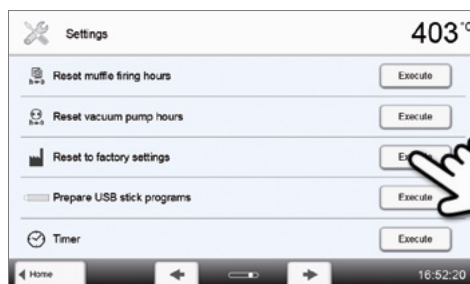 Settings
403 °C
Reset muffle firing hours
Execute
Reset vacuum pump hours
Execute
Reset to factory settings
Prepare USB stick programs
Execute
Timer
Execute
Home
16:52:20